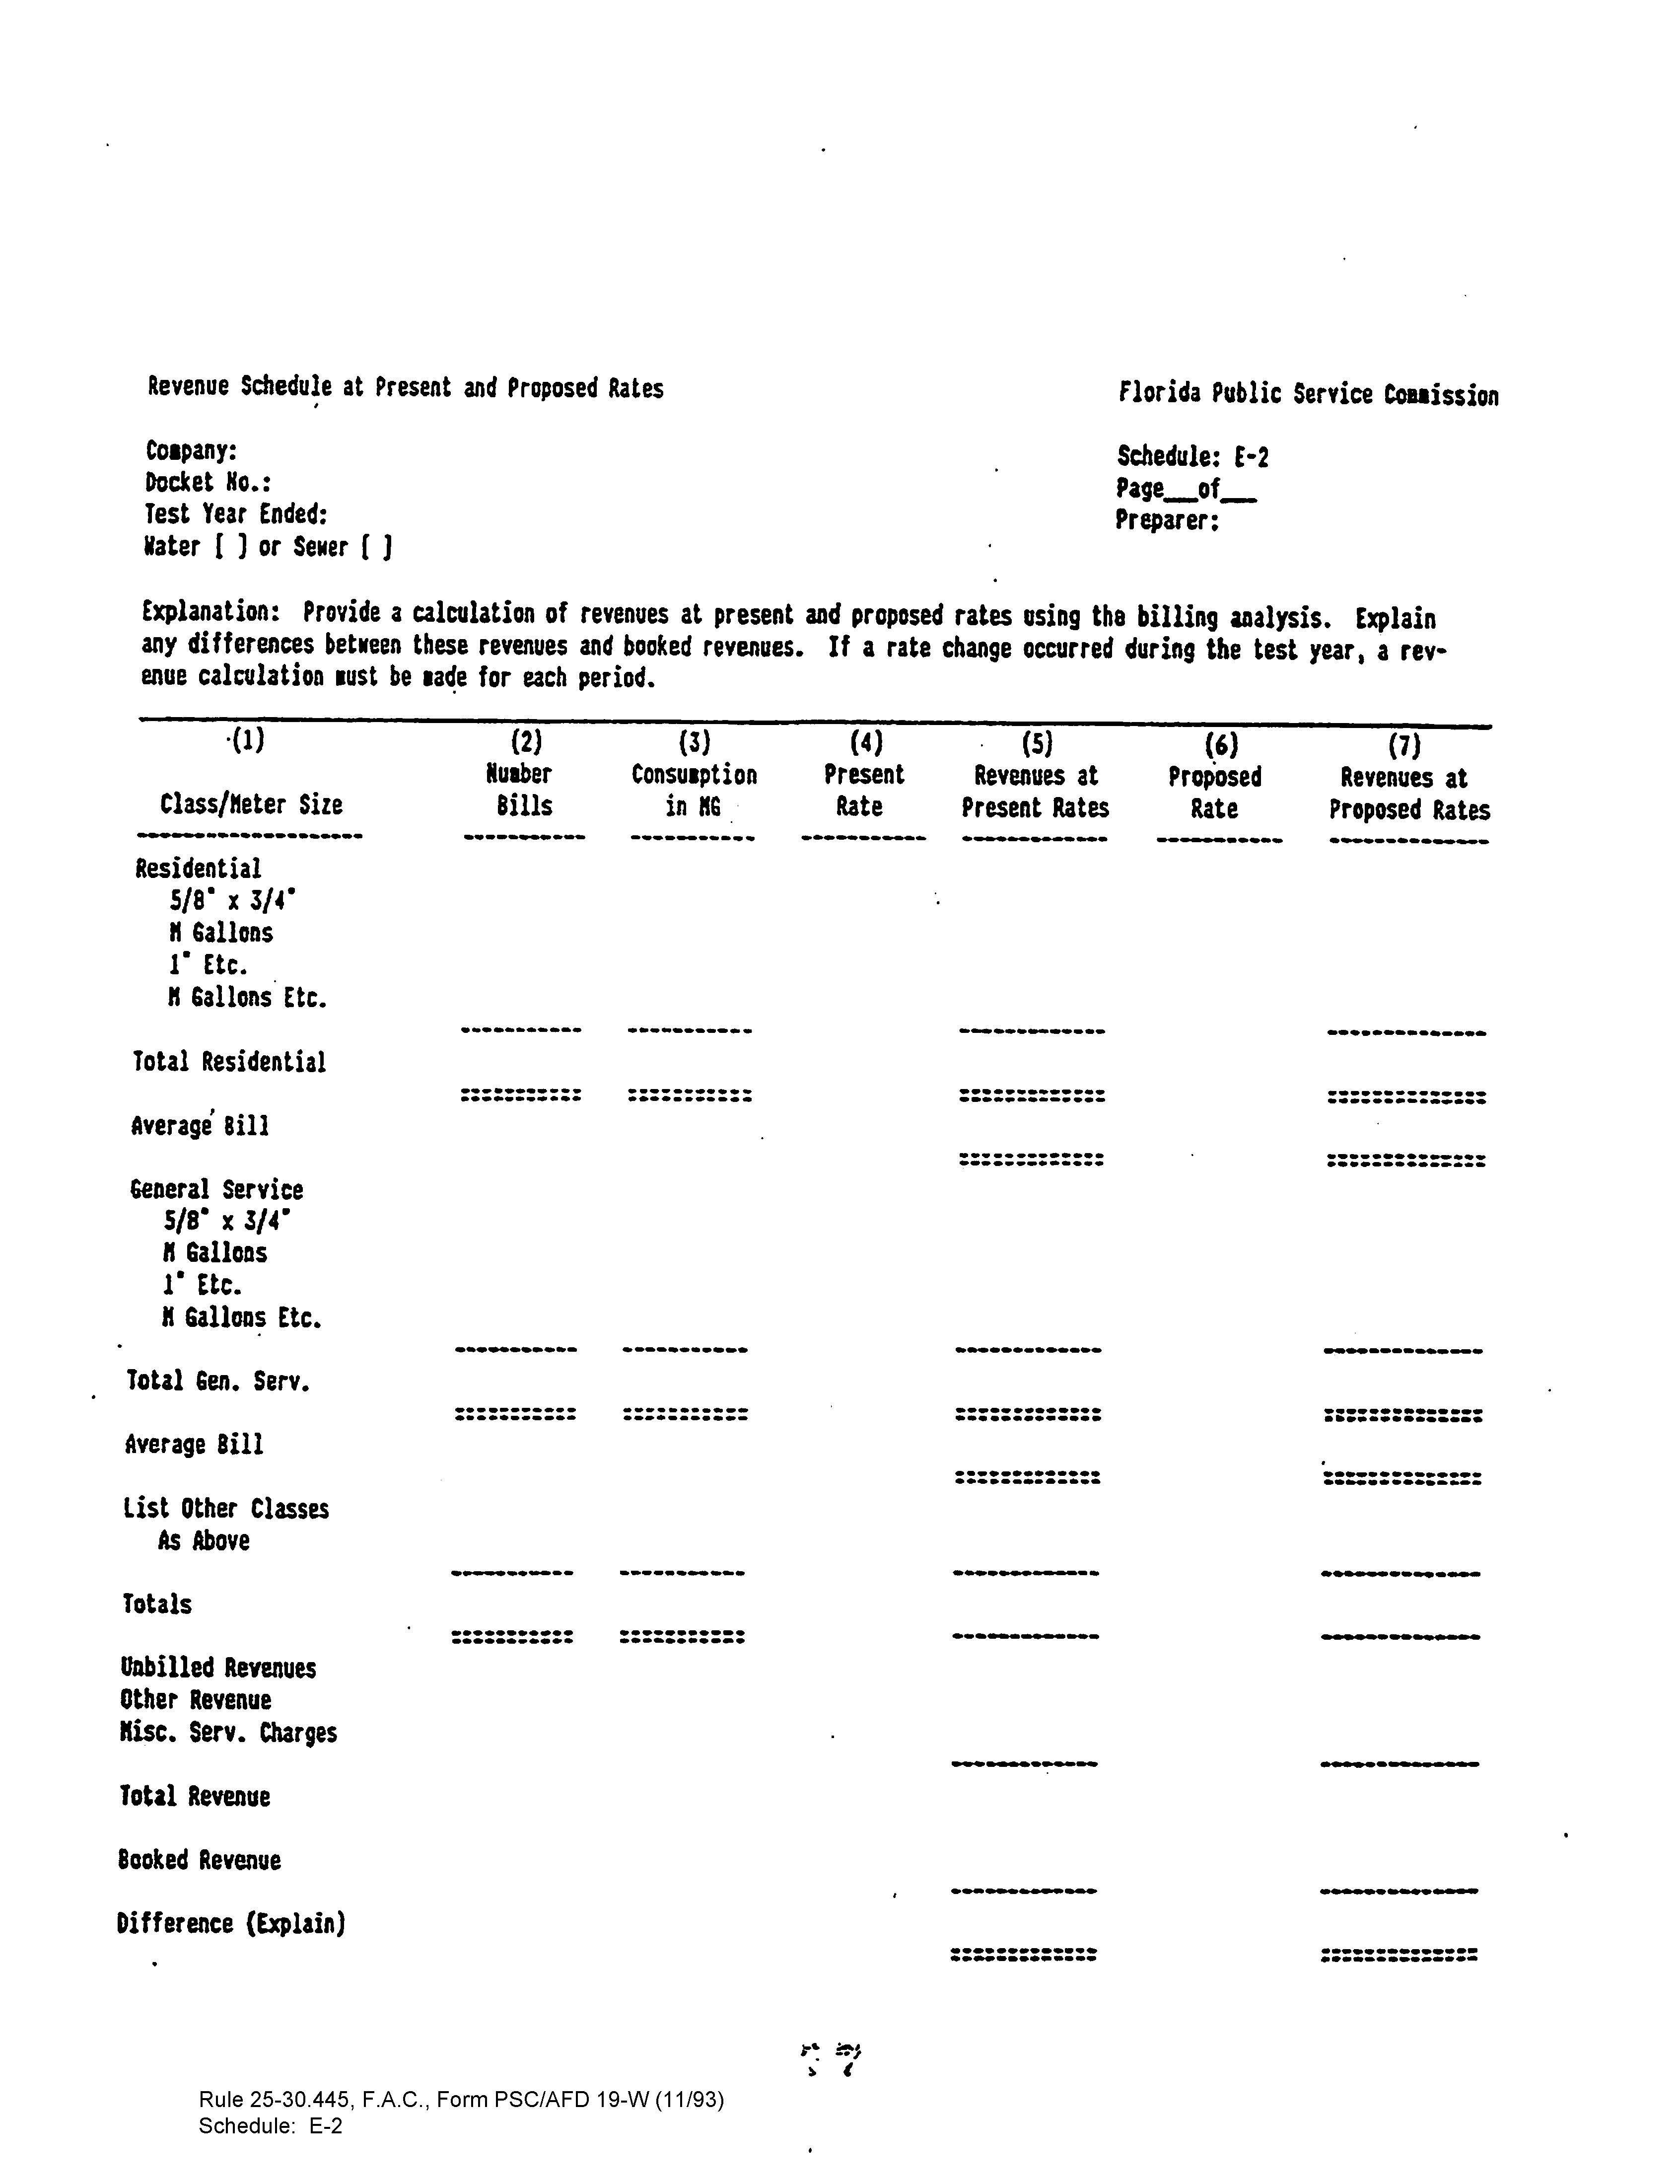 Revenue Schedule at Present and Proposed Rates
Florida Public Service Commission
Company:
Schedule: E-2
Docket No.:
Page__of__
Test Year Ended:
Preparer:
Water [ ] or Sewer [ ]
Explanation: Provide a calculation of revenues at present and proposed rates using the billing analysis. Explain
any differences between these revenues and booked revenues. If a rate change occurred during the test year, a rev-
enue calculation must be made for each period.
(1) (2) (3) (4) (5) (6) (7)
Number Consumption Present Revenues at Proposed Revenues at
Class/Meter Size Bills in MG Rate Present Rates Rate Proposed Rates
Residential
5/8" x 3/4"
M Gallons
1" Etc.
M Gallons Etc.
Total Residential
Average Bill
General Service
5/8" x 3/4"
M Gallons
1" Etc.
M Gallons Etc.
Total Gen. Serv.
Average Bill
List Other Classes
As Above
Totals
Unbilled Revenues
Other Revenue
Misc. Serv. Charges
Total Revenue
Booked Revenue
Difference (Explain)
Rule 25-30.445, F.A.C., Form PSC/AFD 19-W (11/93)
Schedule: E-2